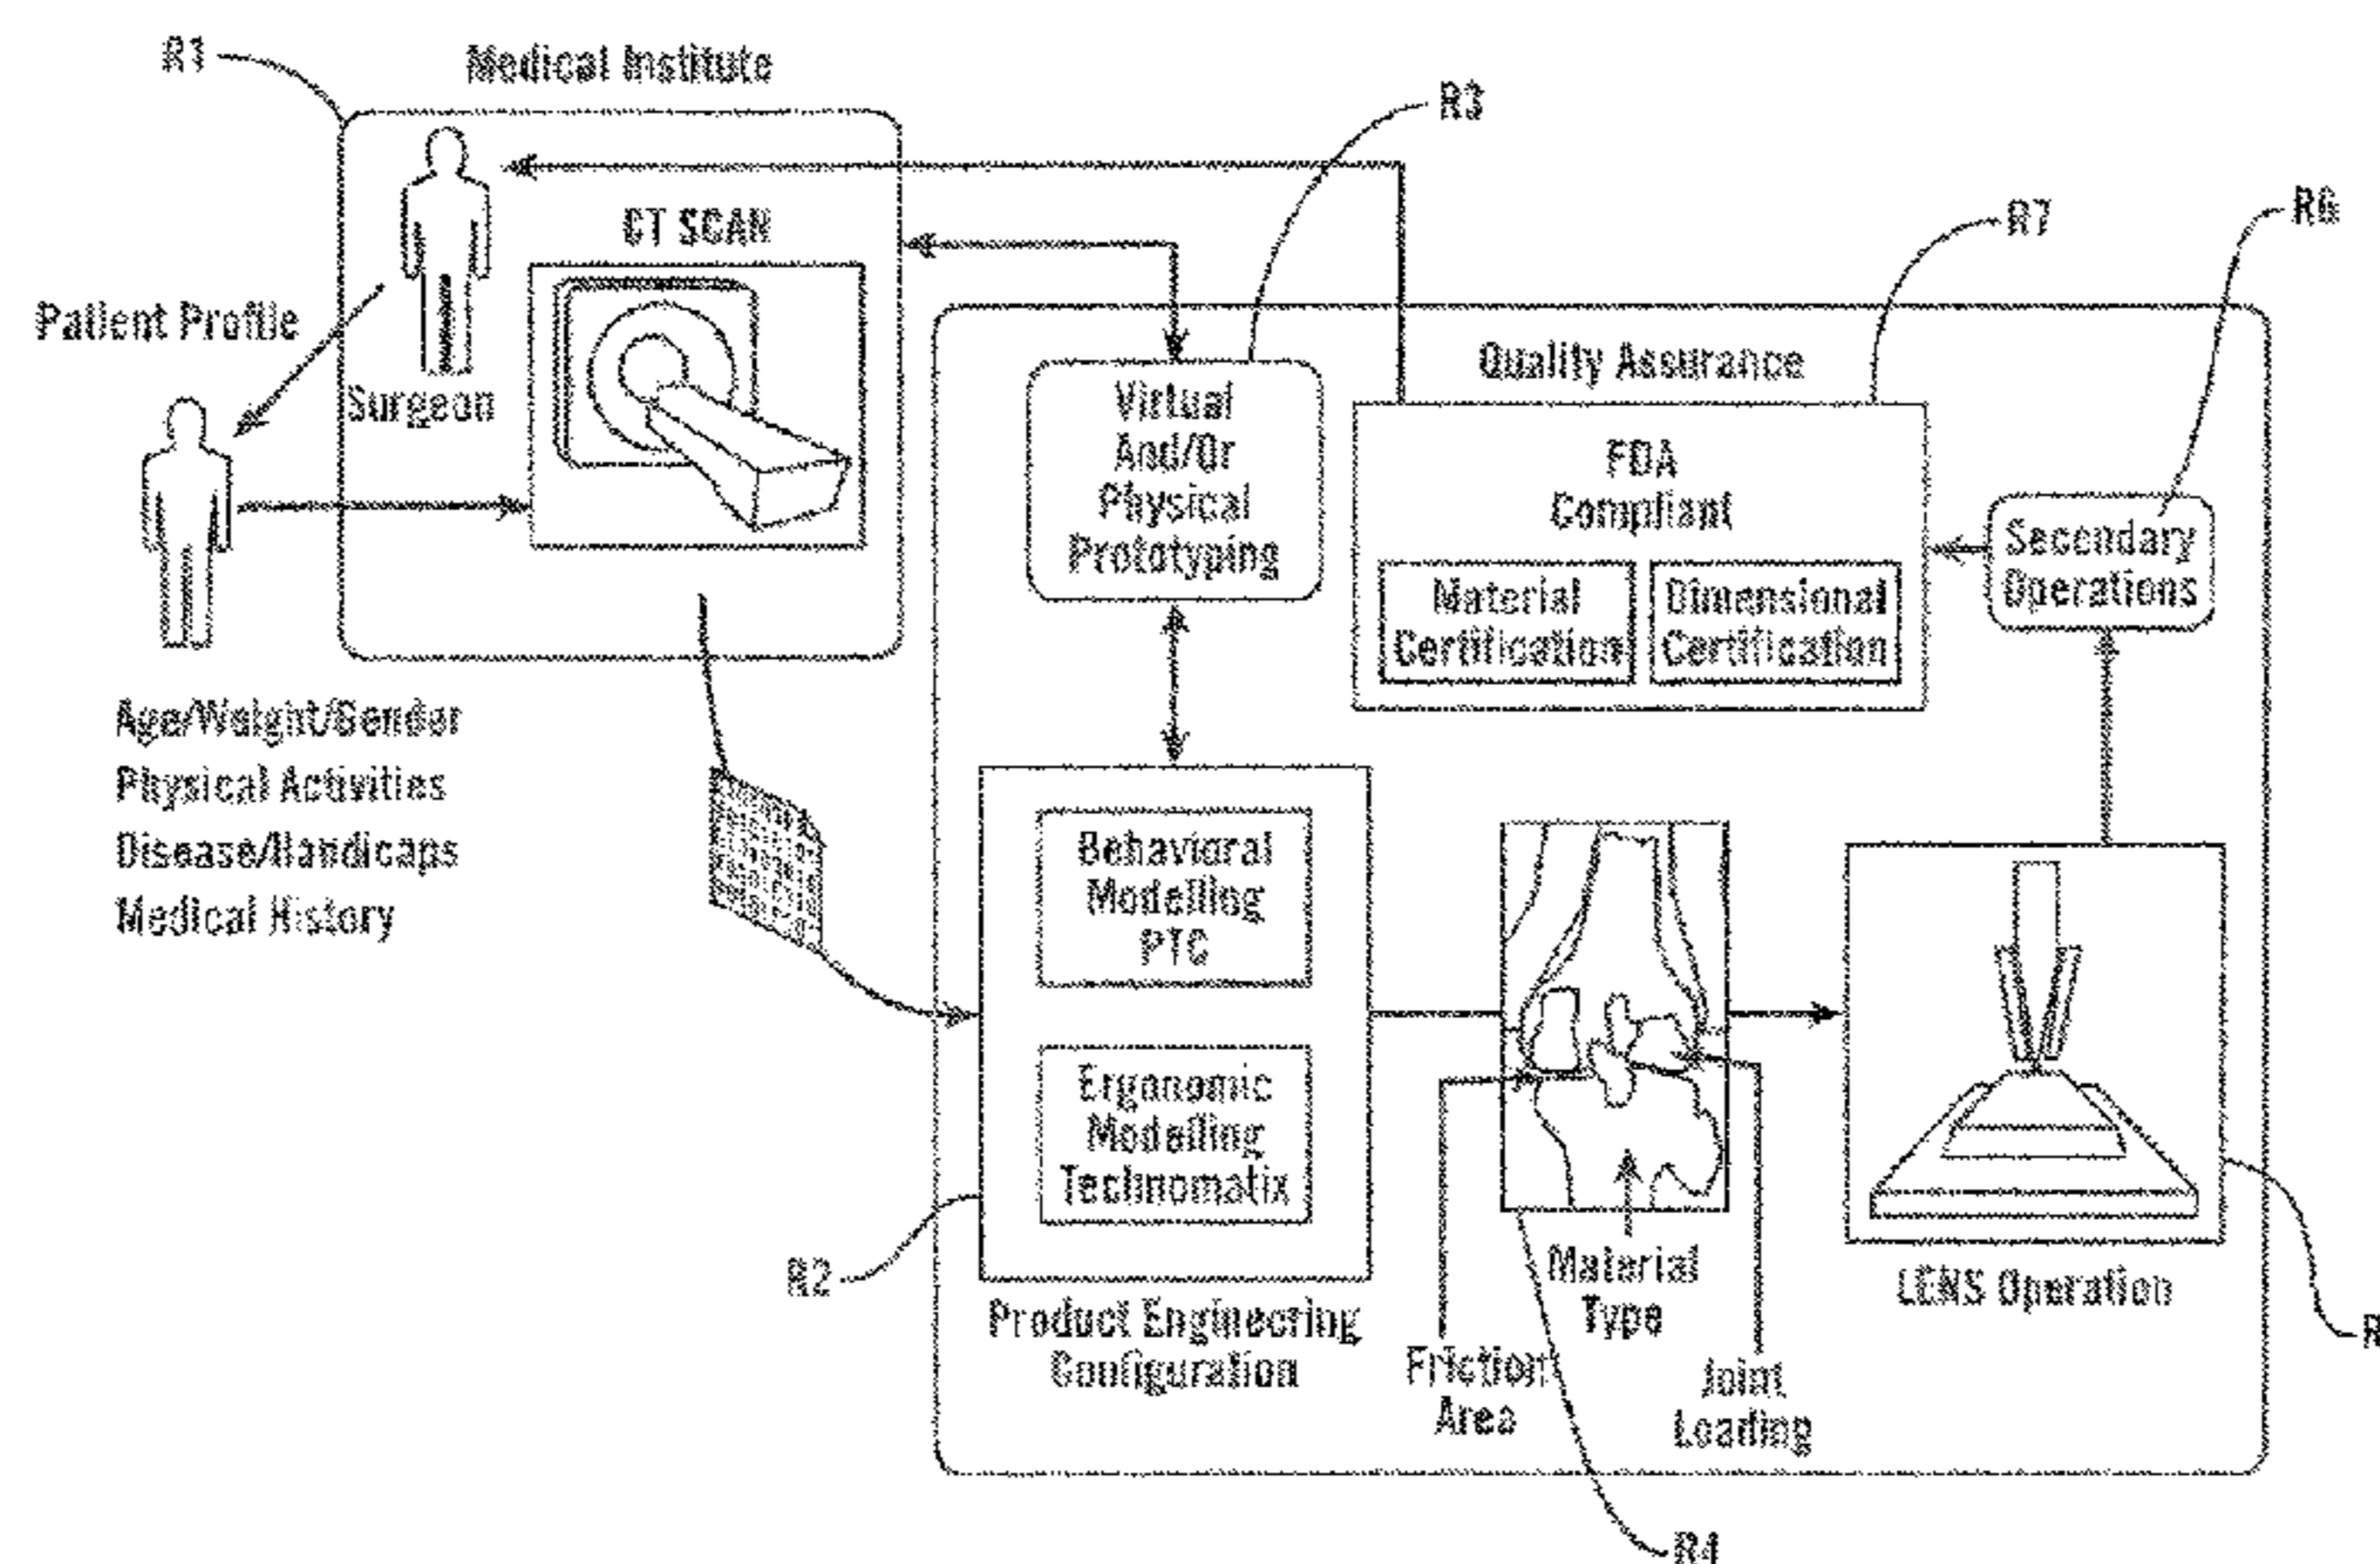 R1
Medical Institute
R3
CT SCAN
R7
R6
Patient Profile
Surgeon
Quality Assurance
Virtual
And/Or
Physical
Prototyping
FDA
Compliant
Material
Certification
Dimensional
Certification
Secondary
Operations
Age/Weight/Gender
Physical Activities
Disease/Handicaps
Medical History
Behavioral
Modelling
PTC
Ergonomic
Modelling
Technomatix
R2
Product Engineering
Configuration
Friction
Area
Material
Type
Joint
Loading
LENS Operation
R4